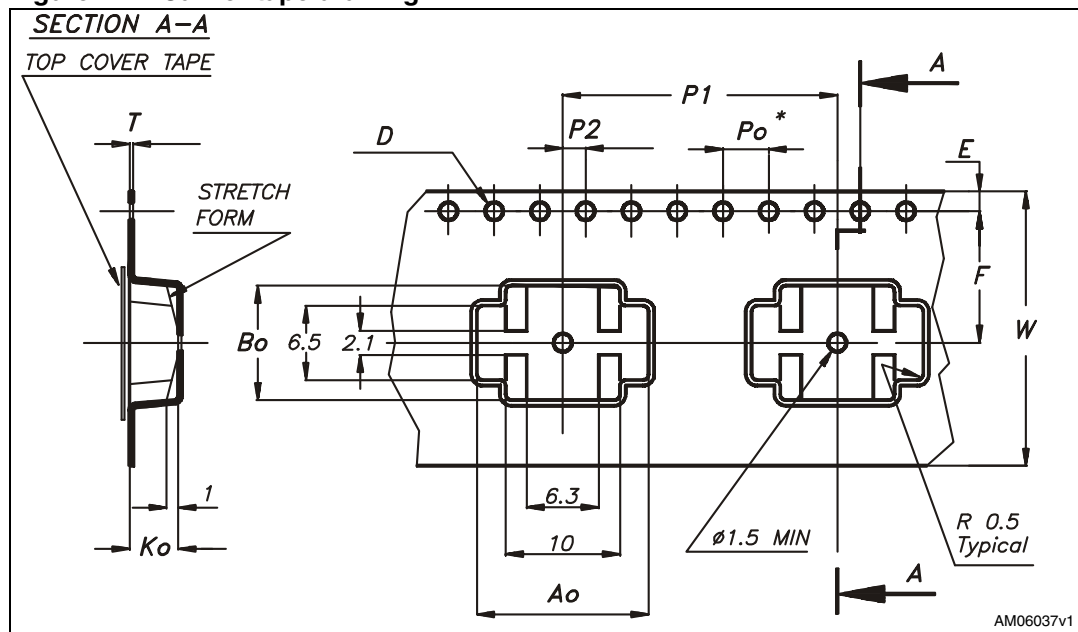 SECTION A-A
TOP COVER TAPE
T
STRETCH
FORM
D
P2
P1
Po *
A
E
F
W
Bo
6.5
2.1
1
Ko
6.3
10
Ao
ø1.5 MIN
R 0.5
Typical
A
AM06037v1